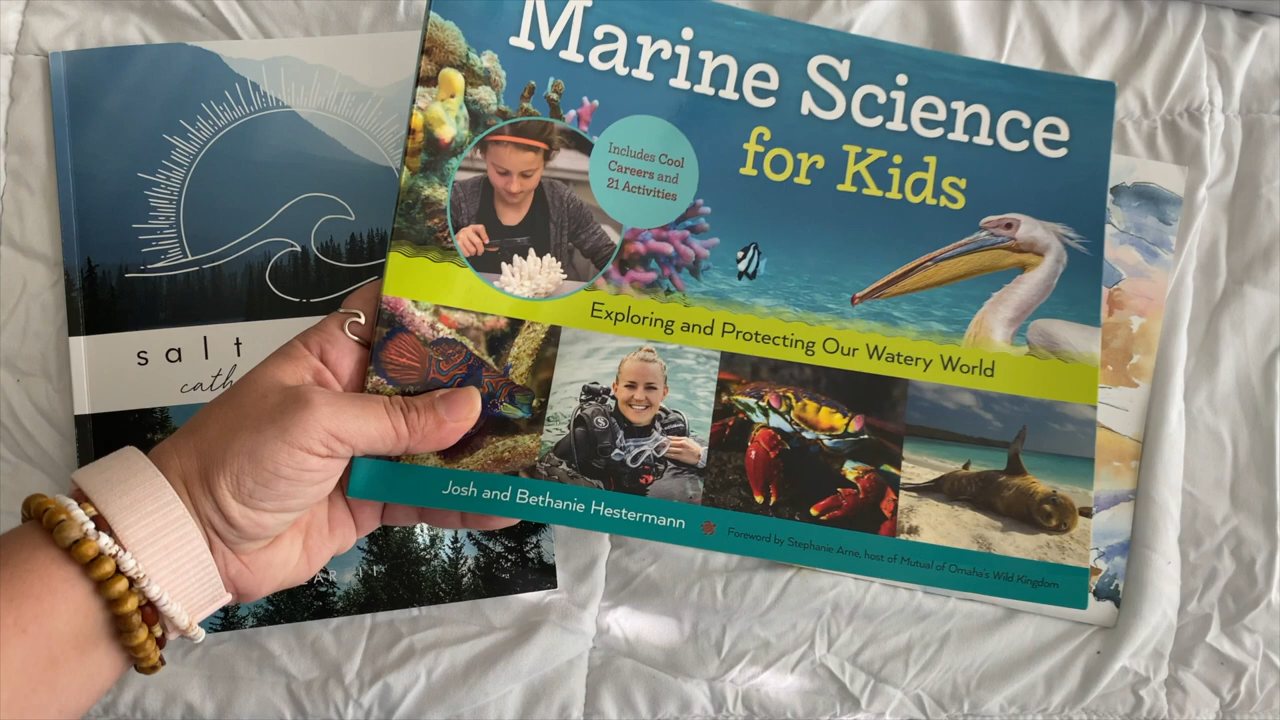 Marine Science
for Kids
Includes Cool
Careers and
21 Activities
Exploring and Protecting Our Watery World
Josh and Bethanie Hestermann
Foreword by Stephanie Arne, host of Mutual of Omaha's Wild Kingdom
salt
cath